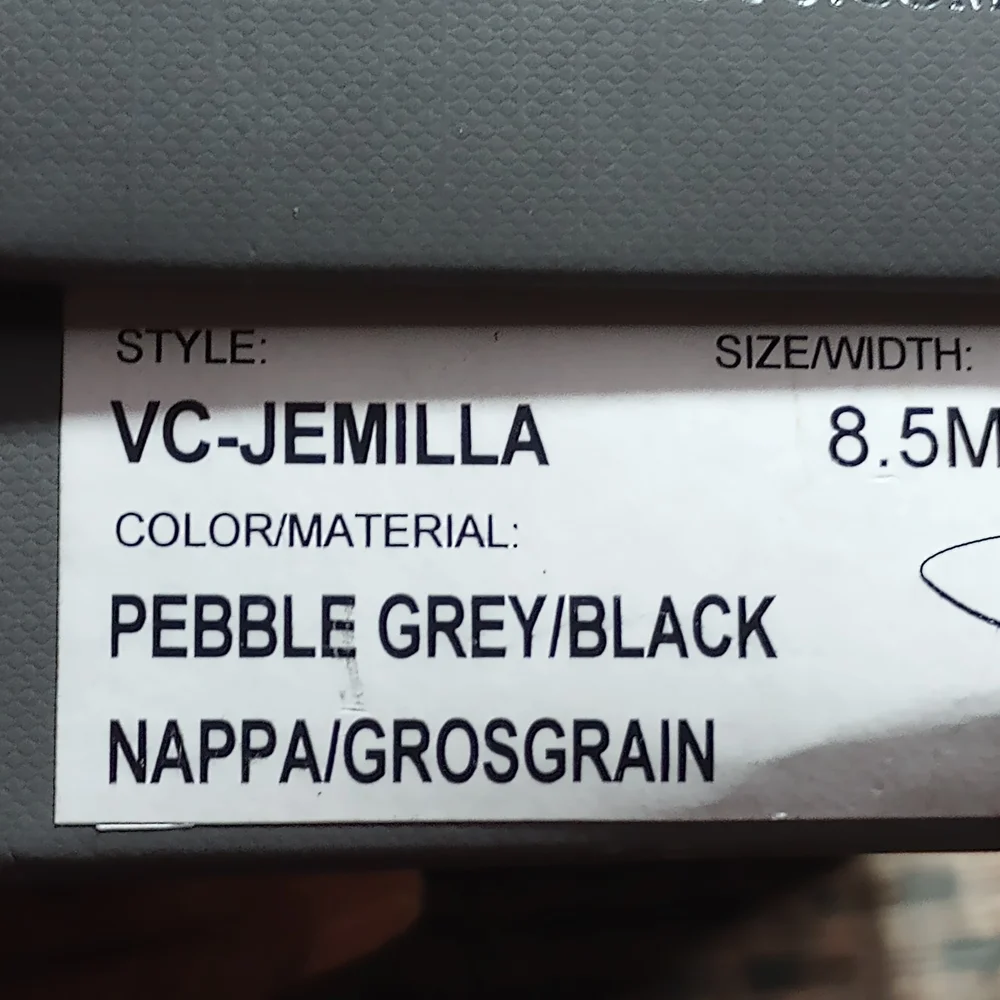 STYLE: SIZE/WIDTH:
VC-JEMILLA 8.5M
COLOR/MATERIAL:
PEBBLE GREY/BLACK
NAPPA/GROSGRAIN